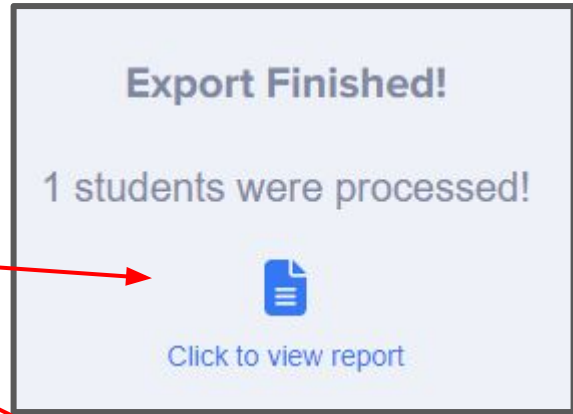 Export Finished!
1 students were processed!
Click to view report